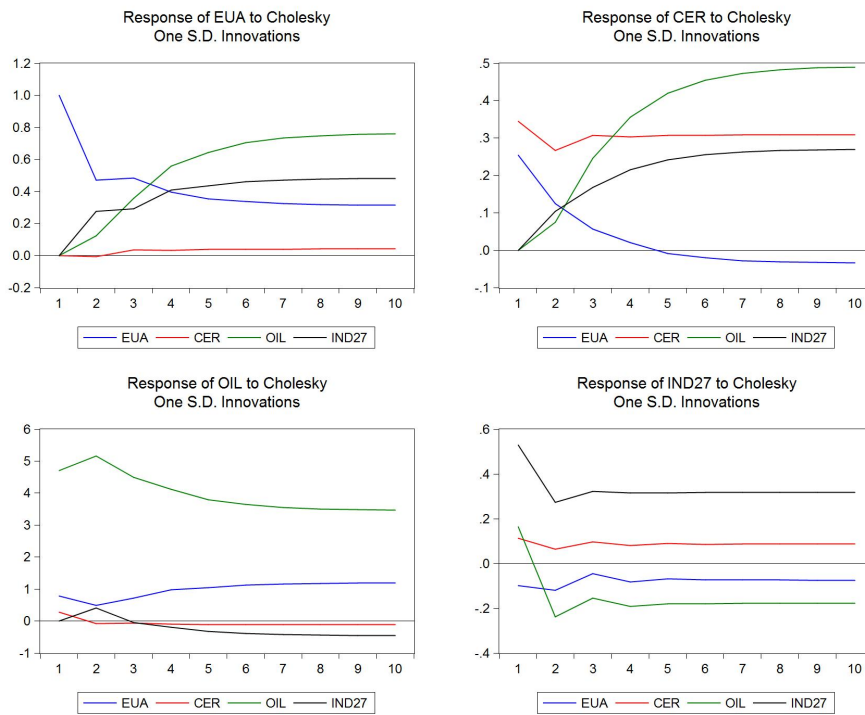 Response of EUA to Cholesky
One S.D. Innovations
1.2
1.0
0.8
0.6
0.4
0.2
0.0
-0.2
1 2 3 4 5 6 7 8 9 10
EUA CER OIL IND27
Response of CER to Cholesky
One S.D. Innovations
.5
.4
.3
.2
.1
.0
-.1
1 2 3 4 5 6 7 8 9 10
EUA CER OIL IND27
Response of OIL to Cholesky
One S.D. Innovations
6
5
4
3
2
1
0
-1
1 2 3 4 5 6 7 8 9 10
EUA CER OIL IND27
Response of IND27 to Cholesky
One S.D. Innovations
.6
.4
.2
.0
-.2
-.4
1 2 3 4 5 6 7 8 9 10
EUA CER OIL IND27